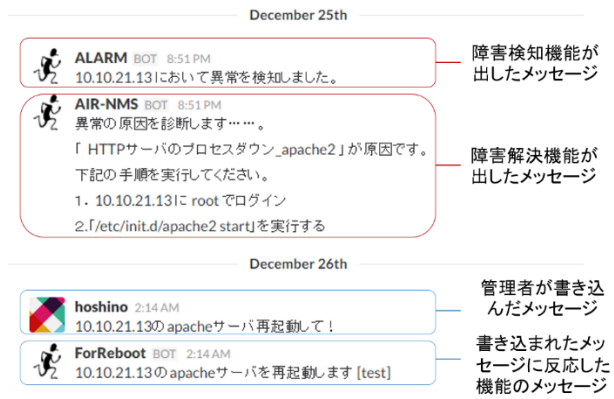 December 25th
ALARM BOT 8:51 PM
10.10.21.13において異常を検知しました。
障害検知機能が
出したメッセージ
AIR-NMS BOT 8:51 PM
異常の原因を診断します……。
「 HTTPサーバのプロセスダウン_apache2 」が原因です。
下記の手順を実行してください。
1. 10.10.21.13に root でログイン
2.「/etc/init.d/apache2 start」を実行する
障害解決機能が
出したメッセージ
December 26th
hoshino 2:14 AM
10.10.21.13の apacheサーバ再起動して!
管理者が書き込
んだメッセージ
ForReboot BOT 2:14 AM
10.10.21.13の apacheサーバを再起動します [test]
書き込まれたメッ
セージに反応した
機能のメッセージ